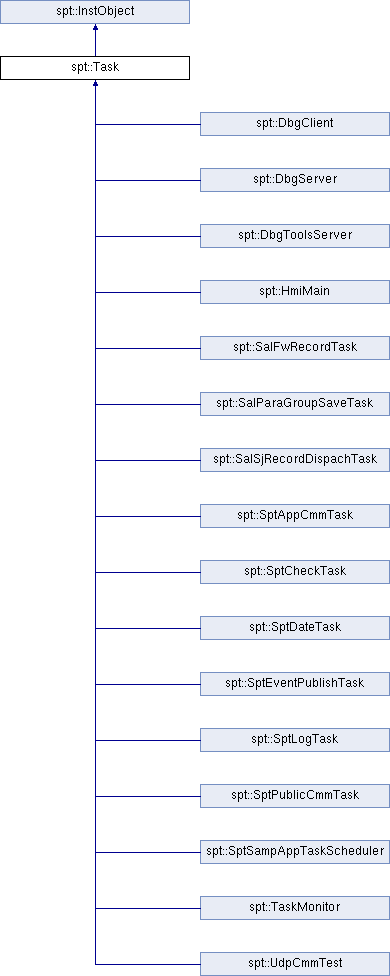 spt::InstObject
spt::Task
spt::DbgClient
spt::DbgServer
spt::DbgToolsServer
spt::HmiMain
spt::SalFwRecordTask
spt::SalParaGroupSaveTask
spt::SalSjRecordDispachTask
spt::SptAppCmmTask
spt::SptCheckTask
spt::SptDateTask
spt::SptEventPublishTask
spt::SptLogTask
spt::SptPublicCmmTask
spt::SptSampAppTaskScheduler
spt::TaskMonitor
spt::UdpCmmTest